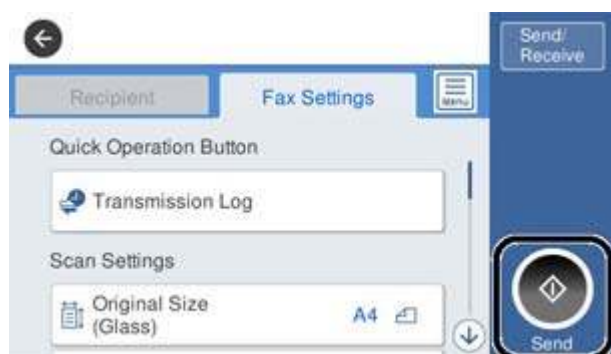 Send/
Receive
Recipient
Fax Settings
Menu
Quick Operation Button
Transmission Log
Scan Settings
Original Size
(Glass)
A4
Send